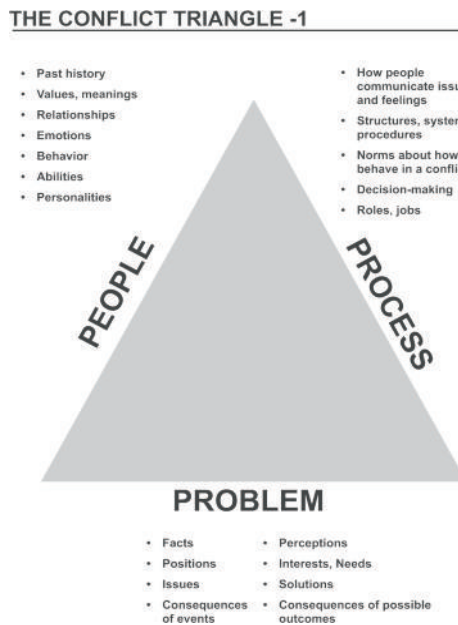 THE CONFLICT TRIANGLE -1
• Past history
• Values, meanings
• Relationships
• Emotions
• Behavior
• Abilities
• Personalities
• How people
communicate issu
and feelings
• Structures, system
procedures
• Norms about how
behave in a confli
• Decision-making
• Roles, jobs
PEOPLE
PROCESS
PROBLEM
• Facts
• Positions
• Issues
• Consequences
of events
• Perceptions
• Interests, Needs
• Solutions
• Consequences of possible
outcomes